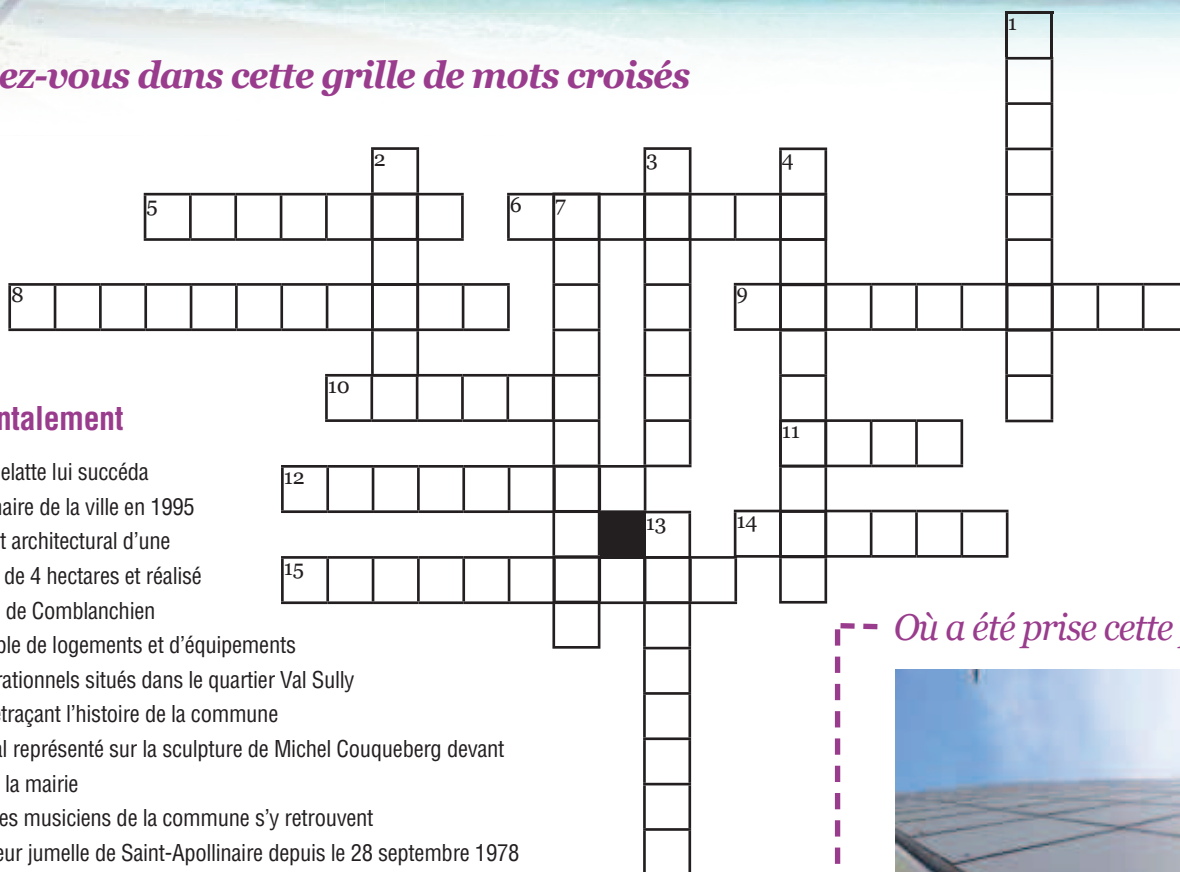 ez-vous dans cette grille de mots croisés
1
2
3
4
5
6
7
8
9
10
11
12
13
14
15
ntalement
elatte lui succéda
naire de la ville en 1995
t architectural d'une
de 4 hectares et réalisé
de Comblanchien
ble de logements et d'équipements
rationnels situés dans le quartier Val Sully
etraçant l'histoire de la commune
al représenté sur la sculpture de Michel Couqueberg devant
la mairie
es musiciens de la commune s'y retrouvent
eur jumelle de Saint-Apollinaire depuis le 28 septembre 1978
Où a été prise cette